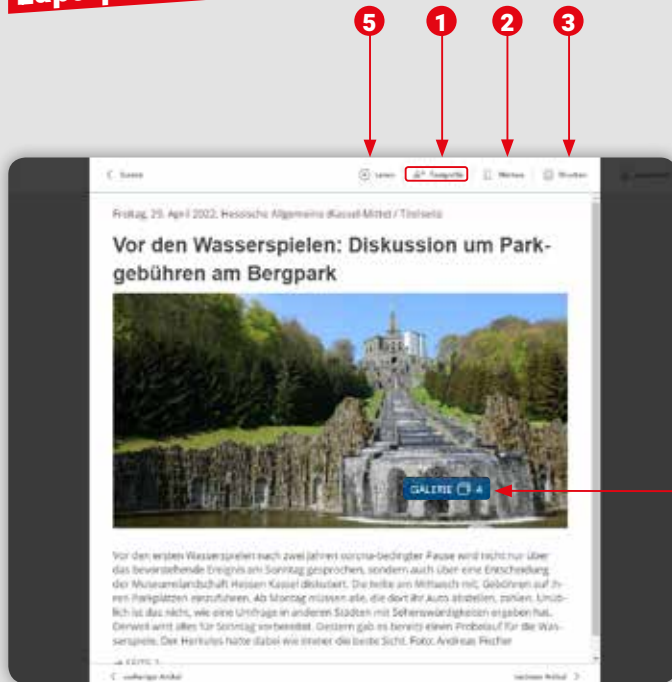 5 1 2 3
Zurück Lesen Textgröße Merken Drucken
Freitag, 29. April 2022, Hessische Allgemeine (Kassel-Mitte) / Titelseite
Vor den Wasserspielen: Diskussion um Park-
gebühren am Bergpark
GALERIE 4
Vor den ersten Wasserspielen nach zwei Jahren corona-bedingter Pause wird nicht nur über
das bevorstehende Ereignis am Sonntag gesprochen, sondern auch über eine Entscheidung
der Museumslandschaft Hessen Kassel diskutiert. Die teilte am Mittwoch mit, Gebühren auf ih-
ren Parkplätzen einzuführen. Ab Montag müssen alle, die dort ihr Auto abstellen, zahlen. Unüb-
lich ist das nicht, wie eine Umfrage in anderen Städten mit Sehenswürdigkeiten ergeben hat.
Derweil wird alles für Sonntag vorbereitet. Gestern gab es bereits einen Probelauf für die Was-
serspiele. Der Herkules hatte dabei wie immer die beste Sicht. Foto: Andreas Fischer
vorheriger Artikel nächster Artikel